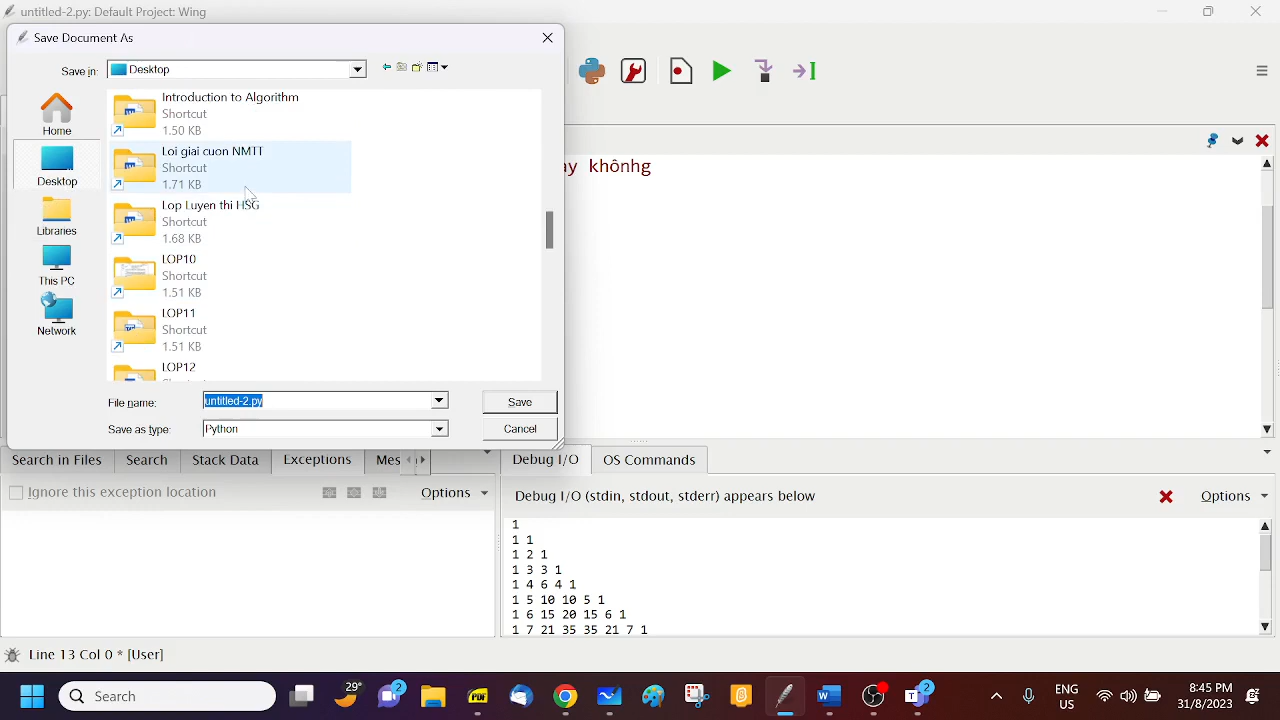 untitled-2.py: Default Project: Wing
Save Document As
Save in:
Desktop
Home
Desktop
Libraries
This PC
Network
Introduction to Algorithm
Shortcut
1.50 KB
Loi giai cuon NMTT
Shortcut
1.71 KB
Lop Luyen thi HSG
Shortcut
1.68 KB
LOP10
Shortcut
1.51 KB
LOP11
Shortcut
1.51 KB
LOP12
File name:
untitled-2.py
Save
Save as type:
Python
Cancel
ay khônhg
Search in Files
Search
Stack Data
Exceptions
Mes
Debug I/O
OS Commands
Ignore this exception location
Options
Debug I/O (stdin, stdout, stderr) appears below
Options
1
1 1
1 2 1
1 3 3 1
1 4 6 4 1
1 5 10 10 5 1
1 6 15 20 15 6 1
1 7 21 35 35 21 7 1
Line 13 Col 0 * [User]
Search
29°
2
PDF
2
ENG
US
8:45 PM
31/8/2023